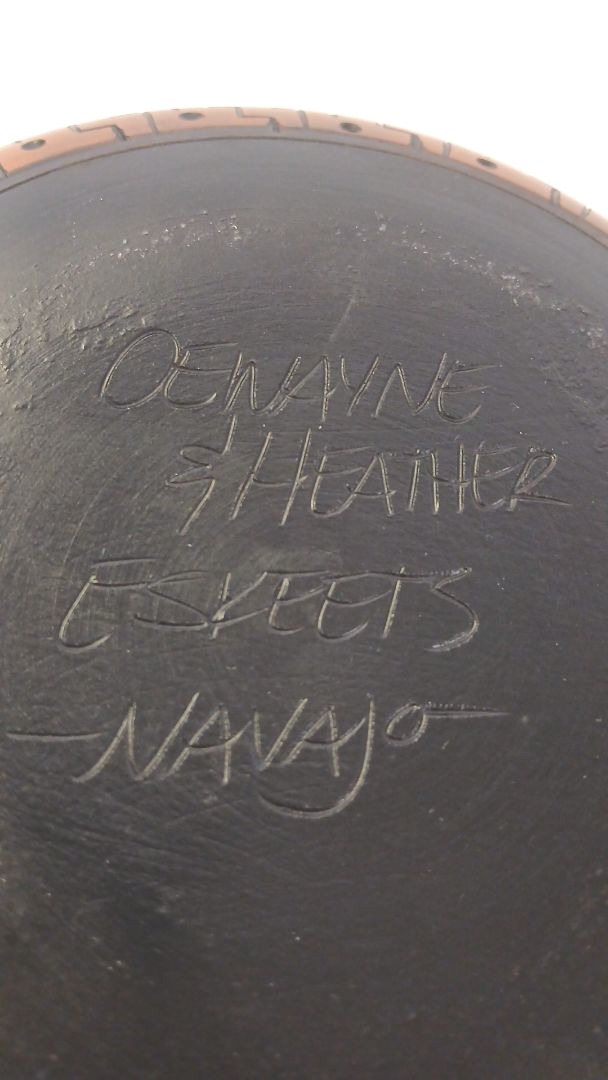 DEWAYNE
& HEATHER
ESKEETS
-NAVAJO-